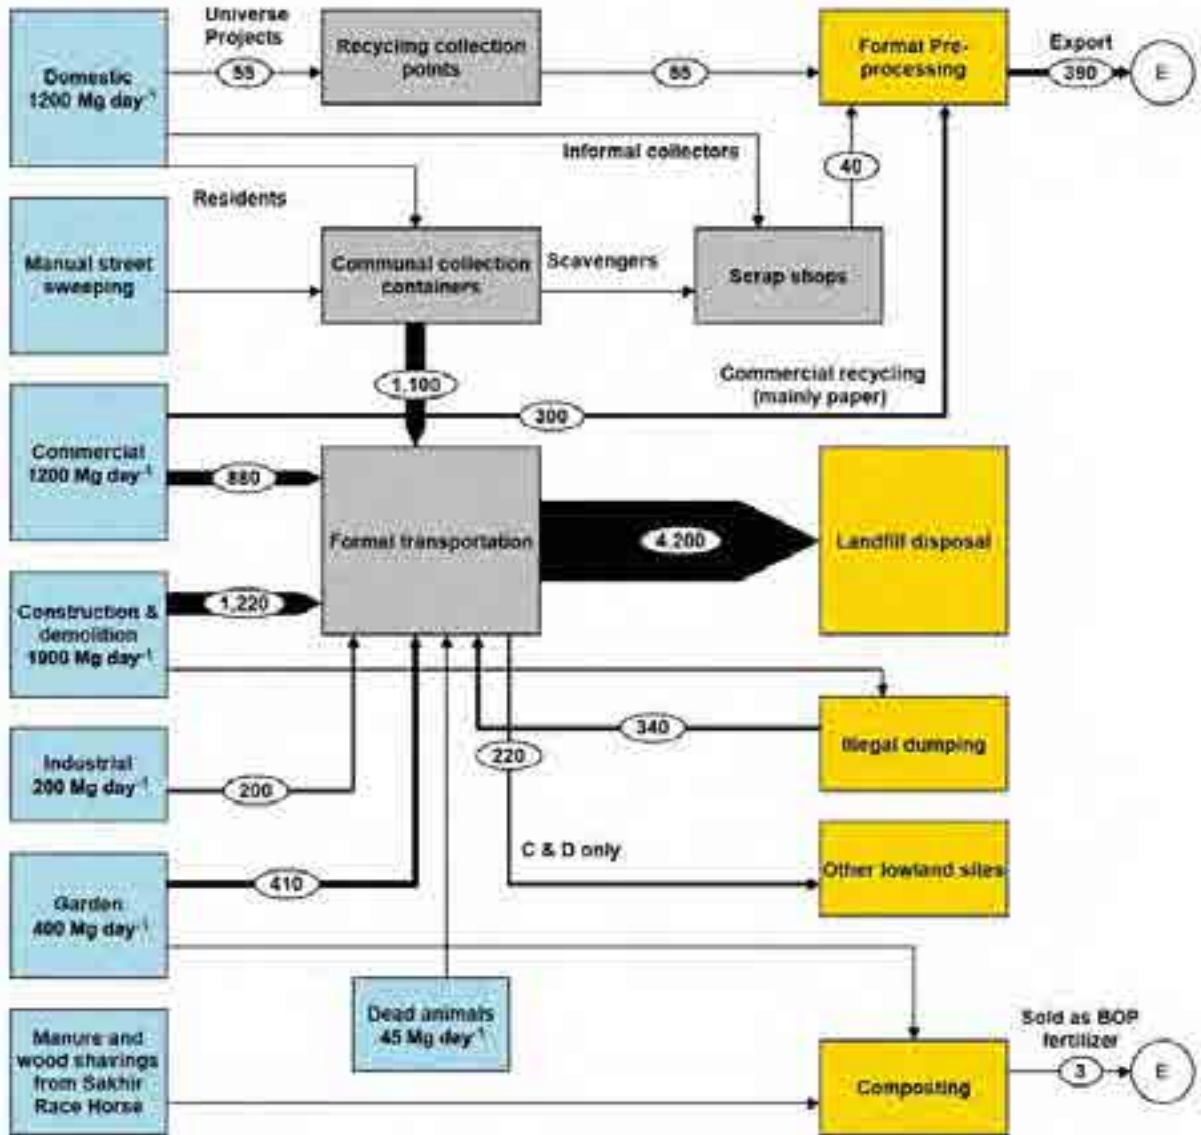 Universe
Projects
Domestic
1200 Mg day⁻¹
55
Recycling collection
points
55
Formal Pre-
processing
Export
390
E
Informal collectors
40
Residents
Manual street
sweeping
Communal collection
containers
Scavengers
Scrap shops
1,100
Commercial recycling
(mainly paper)
300
Commercial
1200 Mg day⁻¹
880
Formal transportation
4,200
Landfill disposal
Construction &
demolition
1900 Mg day⁻¹
1,220
Industrial
200 Mg day⁻¹
200
340
220
Illegal dumping
C & D only
Other lowland sites
Garden
400 Mg day⁻¹
410
Dead animals
45 Mg day⁻¹
Manure and
wood shavings
from Sakhir
Race Horse
Composting
Sold as BOP
fertilizer
3
E